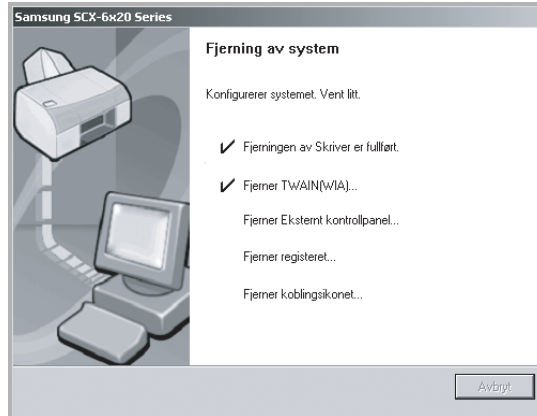 Samsung SCX-6x20 Series
Fjerning av system
Konfigurerer systemet. Vent litt.
Fjerningen av Skriver er fullført.
Fjerner TWAIN(WIA)...
Fjerner Eksternt kontrollpanel...
Fjerner registeret...
Fjerner koblingsikonet...
Avbryt